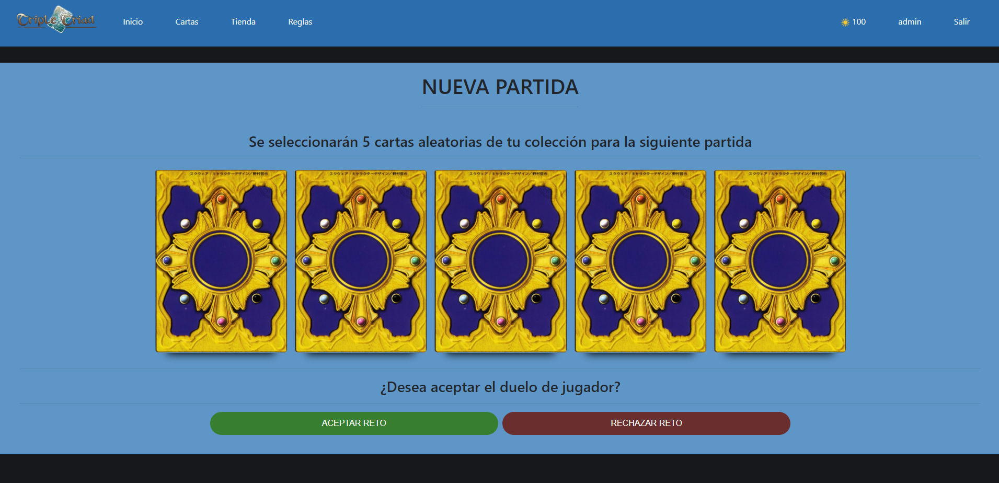 Triple Triad
Inicio
Cartas
Tienda
Reglas
100
admin
Salir
NUEVA PARTIDA
Se seleccionarán 5 cartas aleatorias de tu colección para la siguiente partida
スクウェア/キャラクターデザイン/野村哲也
スクウェア/キャラクターデザイン/野村哲也
スクウェア/キャラクターデザイン/野村哲也
スクウェア/キャラクターデザイン/野村哲也
スクウェア/キャラクターデザイン/野村哲也
¿Desea aceptar el duelo de jugador?
ACEPTAR RETO
RECHAZAR RETO